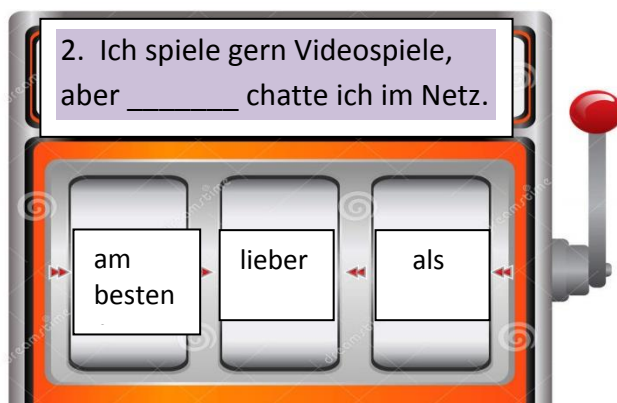 2. Ich spiele gern Videospiele,
aber _______ chatte ich im Netz.
am
besten
lieber
als